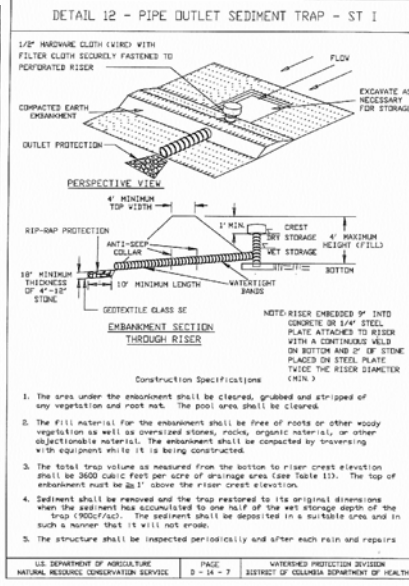 DETAIL 12 - PIPE OUTLET SEDIMENT TRAP - ST I
1/2" HARDWARE CLOTH (WIRE) WITH
FILTER CLOTH SECURELY FASTENED TO
PERFORATED RISER
FLOW
EXCAVATE AS
NECESSARY
FOR STORAGE
COMPACTED EARTH
EMBANKMENT
OUTLET PROTECTION
PERSPECTIVE VIEW
4' MINIMUM
TOP WIDTH
1' MIN.
CREST
DRY STORAGE
WET STORAGE
4' MAXIMUM
HEIGHT (FILL)
BOTTOM
RIP-RAP PROTECTION
ANTI-SEEP
COLLAR
18" MINIMUM
THICKNESS
OF 4"-12"
STONE
10' MINIMUM LENGTH
WATERTIGHT
BANDS
GEOTEXTILE CLASS SE
EMBANKMENT SECTION
THROUGH RISER
NOTE: RISER EMBEDDED 9" INTO
CONCRETE OR 1/4" STEEL
PLATE ATTACHED TO RISER
WITH A CONTINUOUS WELD
ON BOTTOM AND 2' OF STONE
PLACED ON STEEL PLATE
TWICE THE RISER DIAMETER
(MIN.)
Construction Specifications
1. The area under the embankment shall be cleared, grubbed and stripped of
any vegetation and root mat. The pool area shall be cleared.
2. The fill material for the embankment shall be free of roots or other woody
vegetation as well as oversized stones, rocks, organic material, or other
objectionable material. The embankment shall be compacted by traversing
with equipment while it is being constructed.
3. The total trap volume as measured from the bottom to riser crest elevation
shall be 3600 cubic feet per acre of drainage area (see Table 11). The top of
embankment must be ≥ 1' above the riser crest elevation.
4. Sediment shall be removed and the trap restored to its original dimensions
when the sediment has accumulated to one half of the wet storage depth of the
trap (900cf/ac). The sediment shall be deposited in a suitable area and in
such a manner that it will not erode.
5. The structure shall be inspected periodically and after each rain and repairs
U.S. DEPARTMENT OF AGRICULTURE
NATURAL RESOURCE CONSERVATION SERVICE
PAGE
D - 14 - 7
WATERSHED PROTECTION DIVISION
DISTRICT OF COLUMBIA DEPARTMENT OF HEALTH